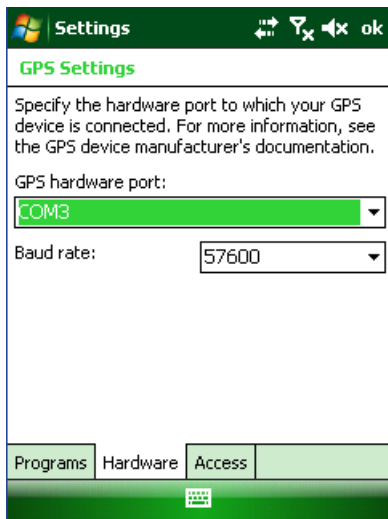 Settings ok
GPS Settings
Specify the hardware port to which your GPS
device is connected. For more information, see
the GPS device manufacturer's documentation.
GPS hardware port:
COM3
Baud rate: 57600
Programs Hardware Access